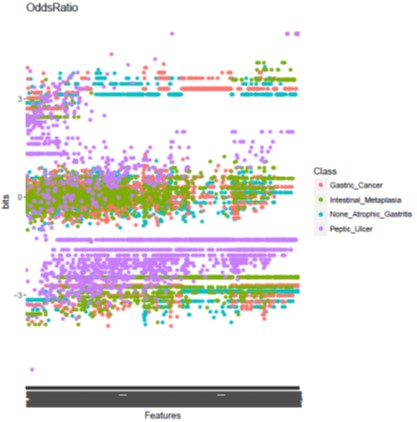 OddsRatio
3
0
-3
bits
Features
Class
Gastric_Cancer
Intestinal_Metaplasia
None_Atrophic_Gastritis
Peptic_Ulcer